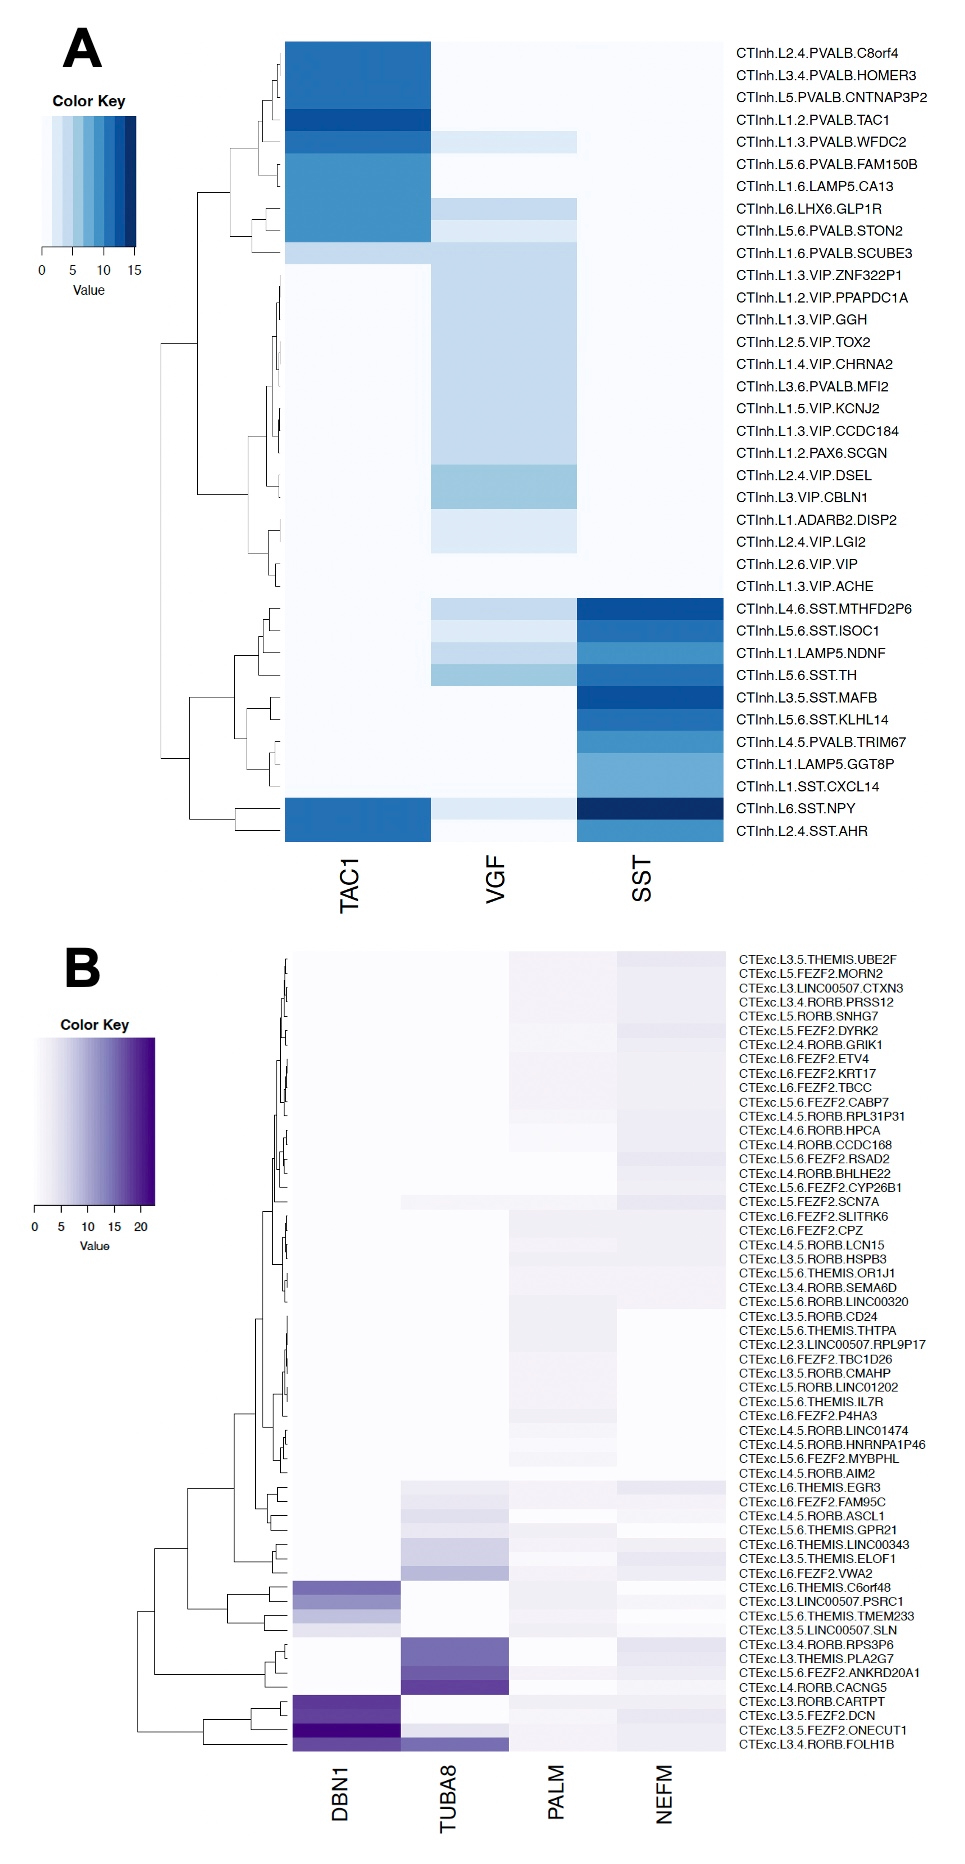 A
Color Key
0 5 10 15
Value
CTInh.L2.4.PVALB.C8orf4
CTInh.L3.4.PVALB.HOMER3
CTInh.L5.PVALB.CNTNAP3P2
CTInh.L1.2.PVALB.TAC1
CTInh.L1.3.PVALB.WFDC2
CTInh.L5.6.PVALB.FAM150B
CTInh.L1.6.LAMP5.CA13
CTInh.L6.LHX6.GLP1R
CTInh.L5.6.PVALB.STON2
CTInh.L1.6.PVALB.SCUBE3
CTInh.L1.3.VIP.ZNF322P1
CTInh.L1.2.VIP.PPAPDC1A
CTInh.L1.3.VIP.GGH
CTInh.L2.5.VIP.TOX2
CTInh.L1.4.VIP.CHRNA2
CTInh.L3.6.PVALB.MFI2
CTInh.L1.5.VIP.KCNJ2
CTInh.L1.3.VIP.CCDC184
CTInh.L1.2.PAX6.SCGN
CTInh.L2.4.VIP.DSEL
CTInh.L3.VIP.CBLN1
CTInh.L1.ADARB2.DISP2
CTInh.L2.4.VIP.LGI2
CTInh.L2.6.VIP.VIP
CTInh.L1.3.VIP.ACHE
CTInh.L4.6.SST.MTHFD2P6
CTInh.L5.6.SST.ISOC1
CTInh.L1.LAMP5.NDNF
CTInh.L5.6.SST.TH
CTInh.L3.5.SST.MAFB
CTInh.L5.6.SST.KLHL14
CTInh.L4.5.PVALB.TRIM67
CTInh.L1.LAMP5.GGT8P
CTInh.L1.SST.CXCL14
CTInh.L6.SST.NPY
CTInh.L2.4.SST.AHR
TAC1 VGF SST
B
Color Key
0 5 10 15 20
Value
CTExc.L3.5.THEMIS.UBE2F
CTExc.L5.FEZF2.MORN2
CTExc.L3.LINC00507.CTXN3
CTExc.L3.4.RORB.PRSS12
CTExc.L5.RORB.SNHG7
CTExc.L5.FEZF2.DYRK2
CTExc.L2.4.RORB.GRIK1
CTExc.L6.FEZF2.ETV4
CTExc.L6.FEZF2.KRT17
CTExc.L6.FEZF2.TBCC
CTExc.L5.6.FEZF2.CABP7
CTExc.L4.5.RORB.RPL31P31
CTExc.L4.6.RORB.HPCA
CTExc.L4.RORB.CCDC168
CTExc.L5.6.FEZF2.RSAD2
CTExc.L4.RORB.BHLHE22
CTExc.L5.6.FEZF2.CYP26B1
CTExc.L5.FEZF2.SCN7A
CTExc.L6.FEZF2.SLITRK6
CTExc.L6.FEZF2.CPZ
CTExc.L4.5.RORB.LCN15
CTExc.L3.5.RORB.HSPB3
CTExc.L5.6.THEMIS.OR1J1
CTExc.L3.4.RORB.SEMA6D
CTExc.L5.6.RORB.LINC00320
CTExc.L3.5.RORB.CD24
CTExc.L5.6.THEMIS.THTPA
CTExc.L2.3.LINC00507.RPL9P17
CTExc.L6.FEZF2.TBC1D26
CTExc.L3.5.RORB.CMAHP
CTExc.L5.RORB.LINC01202
CTExc.L5.6.THEMIS.IL7R
CTExc.L6.FEZF2.P4HA3
CTExc.L4.5.RORB.LINC01474
CTExc.L4.5.RORB.HNRNPA1P46
CTExc.L5.6.FEZF2.MYBPHL
CTExc.L4.5.RORB.AIM2
CTExc.L6.THEMIS.EGR3
CTExc.L6.FEZF2.FAM95C
CTExc.L4.5.RORB.ASCL1
CTExc.L5.6.THEMIS.GPR21
CTExc.L6.THEMIS.LINC00343
CTExc.L3.5.THEMIS.ELOF1
CTExc.L6.FEZF2.VWA2
CTExc.L6.THEMIS.C6orf48
CTExc.L3.LINC00507.PSRC1
CTExc.L5.6.THEMIS.TMEM233
CTExc.L3.5.LINC00507.SLN
CTExc.L3.4.RORB.RPS3P6
CTExc.L3.THEMIS.PLA2G7
CTExc.L5.6.FEZF2.ANKRD20A1
CTExc.L4.RORB.CACNG5
CTExc.L3.RORB.CARTPT
CTExc.L3.5.FEZF2.DCN
CTExc.L3.5.FEZF2.ONECUT1
CTExc.L3.4.RORB.FOLH1B
DBN1 TUBA8 PALM NEFM